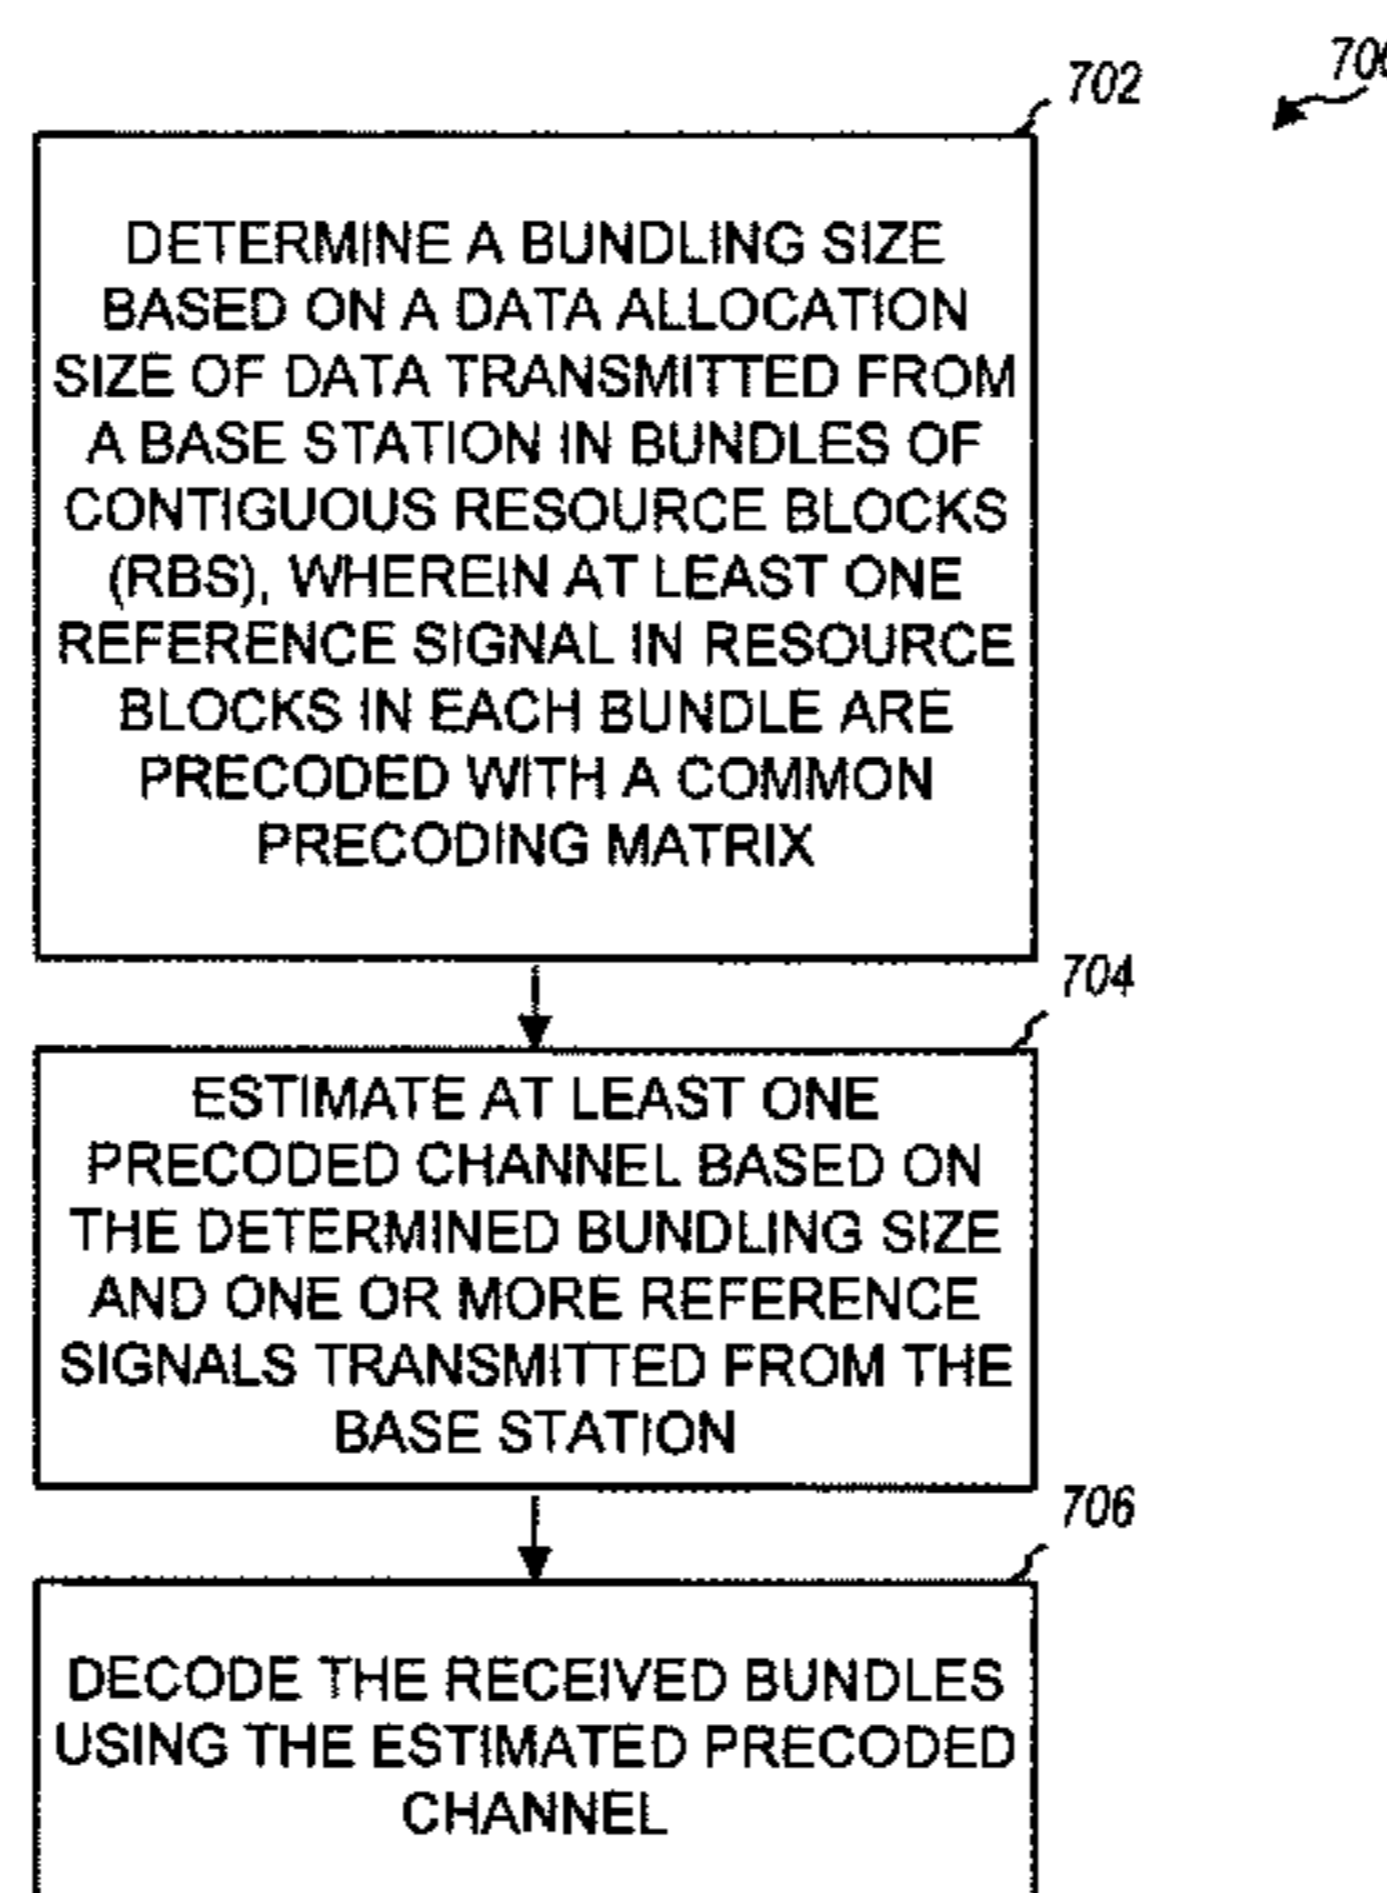 702
700
DETERMINE A BUNDLING SIZE
BASED ON A DATA ALLOCATION
SIZE OF DATA TRANSMITTED FROM
A BASE STATION IN BUNDLES OF
CONTIGUOUS RESOURCE BLOCKS
(RBS), WHEREIN AT LEAST ONE
REFERENCE SIGNAL IN RESOURCE
BLOCKS IN EACH BUNDLE ARE
PRECODED WITH A COMMON
PRECODING MATRIX
704
ESTIMATE AT LEAST ONE
PRECODED CHANNEL BASED ON
THE DETERMINED BUNDLING SIZE
AND ONE OR MORE REFERENCE
SIGNALS TRANSMITTED FROM THE
BASE STATION
706
DECODE THE RECEIVED BUNDLES
USING THE ESTIMATED PRECODED
CHANNEL